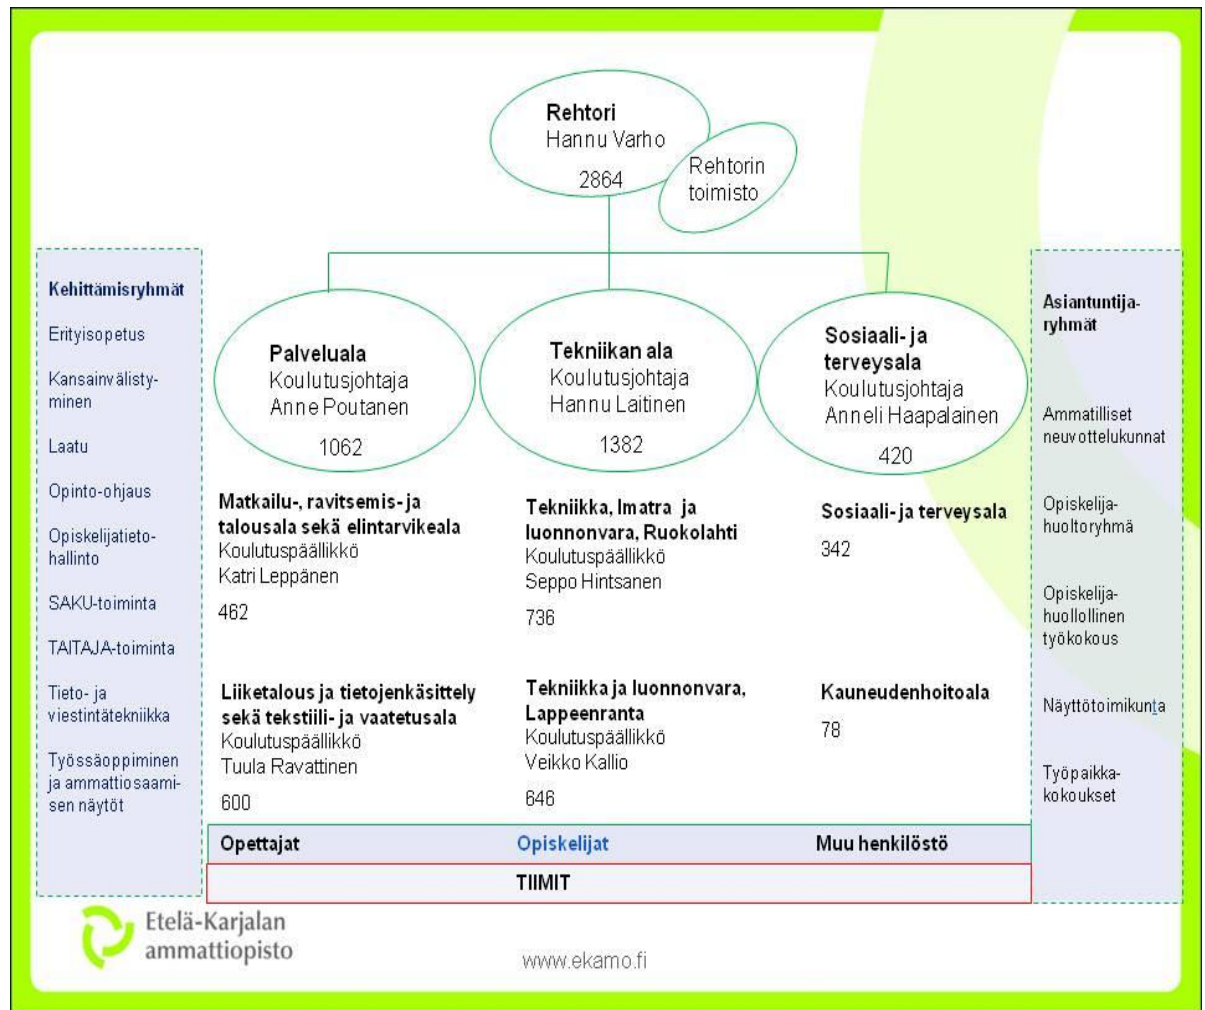 Rehtori
Hannu Varho
2864
Rehtorin
toimisto
Kehittämisryhmät
Erityisopetus
Kansainvälisty-
minen
Laatu
Opinto-ohjaus
Opiskelijatieto-
hallinto
SAKU-toiminta
TAITAJA-toiminta
Tieto- ja
viestintätekniikka
Työssäoppiminen
ja ammattiosaami-
sen näytöt
Palveluala
Koulutusjohtaja
Anne Poutanen
1062
Matkailu-, ravitsemis- ja
talousala sekä elintarvikeala
Koulutuspäällikkö
Katri Leppänen
462
Liiketalous ja tietojenkäsittely
sekä tekstiili- ja vaatetusala
Koulutuspäällikkö
Tuula Ravattinen
600
Tekniikan ala
Koulutusjohtaja
Hannu Laitinen
1382
Tekniikka, Imatra ja
luonnonvara, Ruokolahti
Koulutuspäällikkö
Seppo Hintsanen
736
Tekniikka ja luonnonvara,
Lappeenranta
Koulutuspäällikkö
Veikko Kallio
646
Sosiaali- ja
terveysala
Koulutusjohtaja
Anneli Haapalainen
420
Sosiaali- ja terveysala
342
Kauneudenhoitoala
78
Asiantuntija-
ryhmät
Ammatilliset
neuvottelukunnat
Opiskelija-
huoltoryhmä
Opiskelija-
huollollinen
työkokous
Näyttötoimikunta
Työpaikka-
kokoukset
Opettajat Opiskelijat Muu henkilöstö
TIIMIT
Etelä-Karjalan
ammattiopisto
www.ekamo.fi